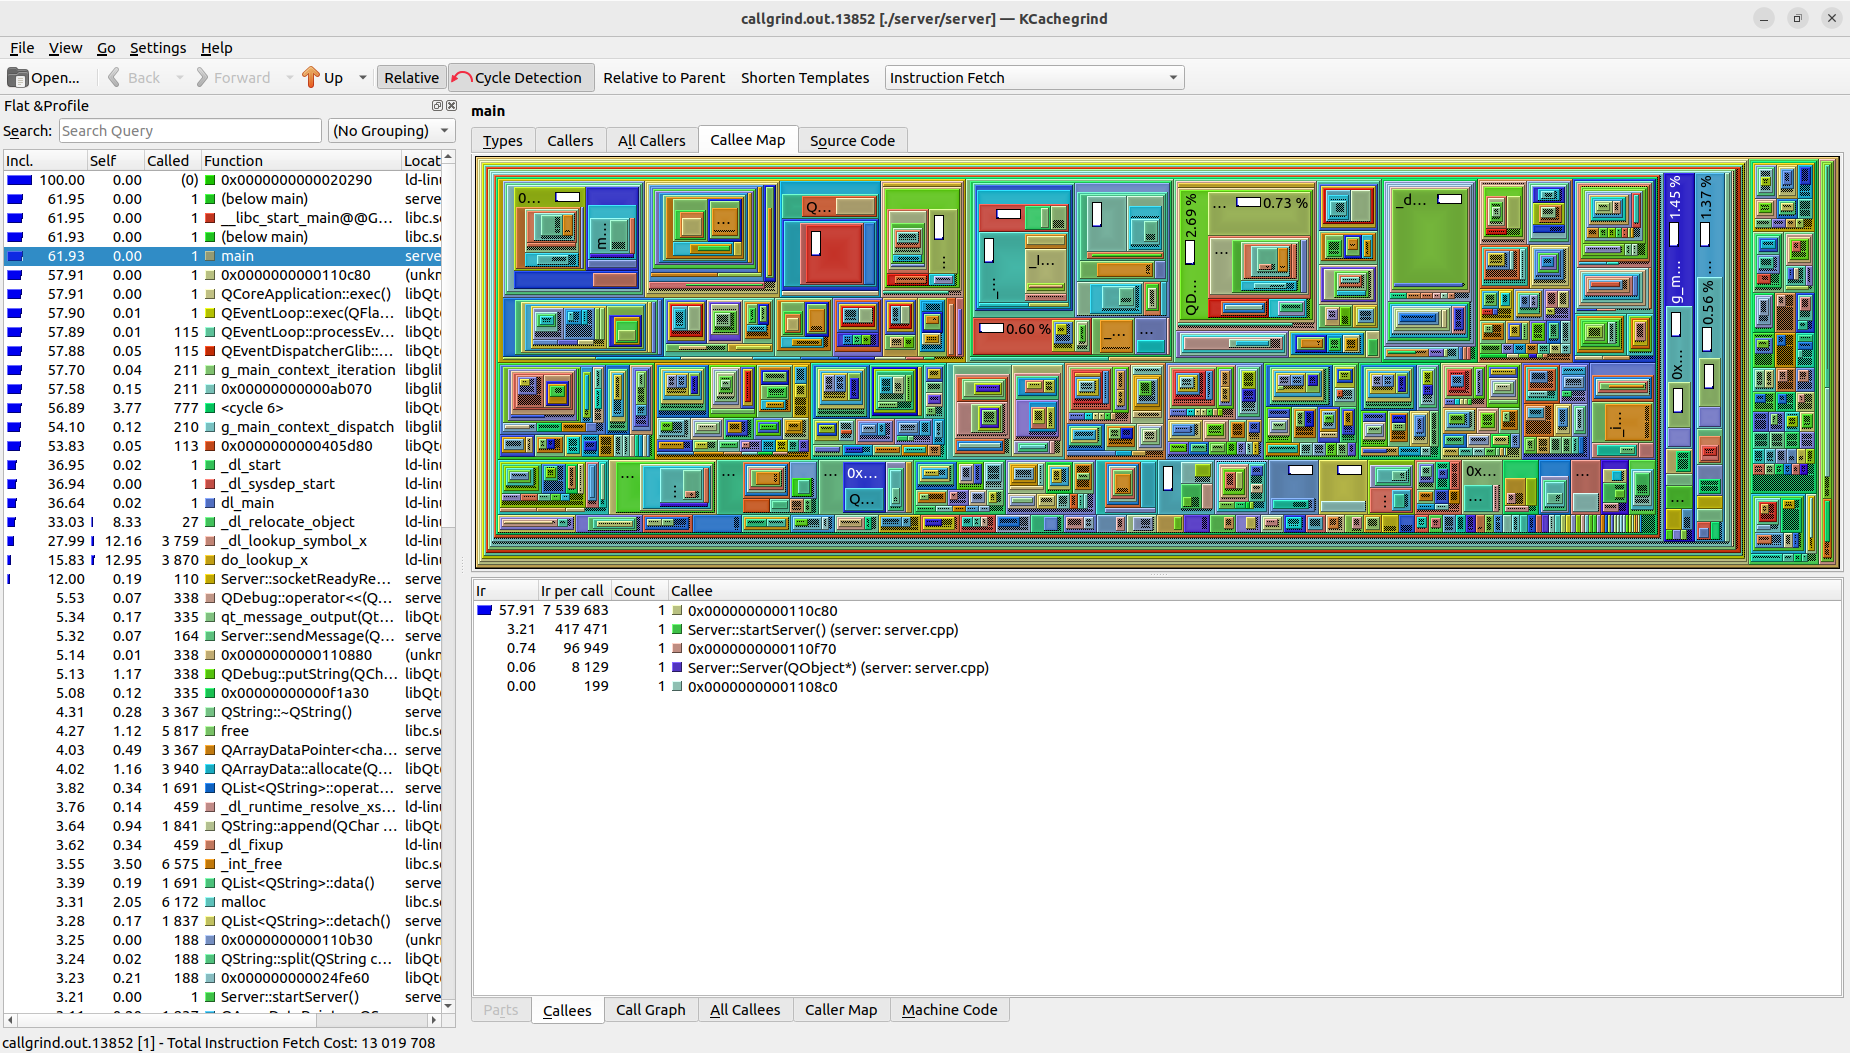 callgrind.out.13852 [./server/server] — KCachegrind
File View Go Settings Help
Open... Back Forward Up Relative Cycle Detection Relative to Parent Shorten Templates Instruction Fetch
Flat &Profile
Search: Search Query (No Grouping)
Incl. Self Called Function Locat
100.00 0.00 (0) 0x0000000000020290 ld-linu
61.95 0.00 1 (below main) serve
61.95 0.00 1 __libc_start_main@@G... libc.so
61.93 0.00 1 (below main) libc.so
61.93 0.00 1 main serve
57.91 0.00 1 0x0000000000110c80 (unkn
57.91 0.00 1 QCoreApplication::exec() libQt
57.90 0.01 1 QEventLoop::exec(QFla... libQt
57.89 0.01 115 QEventLoop::processEv... libQt
57.88 0.05 115 QEventDispatcherGlib::... libQt
57.70 0.04 211 g_main_context_iteration libgli
57.58 0.15 211 0x00000000000ab070 libgli
56.89 3.77 777 <cycle 6> libQt
54.10 0.12 210 g_main_context_dispatch libgli
53.83 0.05 113 0x0000000000405d80 libQt
36.95 0.02 1 _dl_start ld-linu
36.94 0.00 1 _dl_sysdep_start ld-linu
36.64 0.02 1 dl_main ld-linu
33.03 8.33 27 _dl_relocate_object ld-linu
27.99 12.16 3 759 _dl_lookup_symbol_x ld-linu
15.83 12.95 3 870 do_lookup_x ld-linu
12.00 0.19 110 Server::socketReadyRe... serve
5.53 0.07 338 QDebug::operator<<(Q... serve
5.34 0.17 335 qt_message_output(Qt... libQt
5.32 0.07 164 Server::sendMessage(Q... serve
5.14 0.01 338 0x0000000000110880 (unkn
5.13 1.17 338 QDebug::putString(QCh... libQt
5.08 0.12 335 0x00000000000f1a30 libQt
4.31 0.28 3 367 QString::~QString() serve
4.27 1.12 5 817 free libc.so
4.03 0.49 3 367 QArrayDataPointer<cha... serve
4.02 1.16 3 940 QArrayData::allocate(Q... libQt
3.82 0.34 1 691 QList<QString>::operat... serve
3.76 0.14 459 _dl_runtime_resolve_xs... ld-linu
3.64 0.94 1 841 QString::append(QChar ... libQt
3.62 0.34 459 _dl_fixup ld-linu
3.55 3.50 6 575 _int_free libc.so
3.39 0.19 1 691 QList<QString>::data() serve
3.31 2.05 6 172 malloc libc.so
3.28 0.17 1 837 QList<QString>::detach() serve
3.25 0.00 188 0x0000000000110b30 (unkn
3.24 0.02 188 QString::split(QString c... libQt
3.23 0.21 188 0x000000000024fe60 libQt
3.21 0.00 1 Server::startServer() serve
main
Types Callers All Callers Callee Map Source Code
0...
m...
...
Q...
_l...
0.60 %
QD... 2.69 %
... 0.73 %
_d...
g_m... 1.45 %
1.37 %
0.56 % ...
0x...
0x...
Q...
0x...
Ir Ir per call Count Callee
57.91 7 539 683 1 0x0000000000110c80
3.21 417 471 1 Server::startServer() (server: server.cpp)
0.74 96 949 1 0x0000000000110f70
0.06 8 129 1 Server::Server(QObject*) (server: server.cpp)
0.00 199 1 0x00000000001108c0
Parts Callees Call Graph All Callees Caller Map Machine Code
callgrind.out.13852 [1] - Total Instruction Fetch Cost: 13 019 708